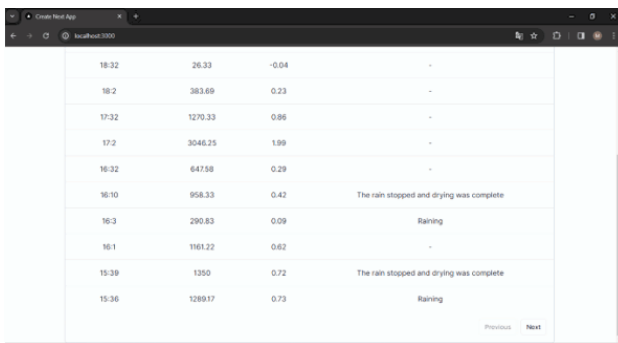 Create Next App
localhost:3000
18:32 26.33 -0.04 -
18:2 383.69 0.23 -
17:32 1270.33 0.86 -
17:2 3046.25 1.99 -
16:32 647.58 0.29 -
16:10 958.33 0.42 The rain stopped and drying was complete
16:3 290.83 0.09 Raining
16:1 1161.22 0.62 -
15:39 1350 0.72 The rain stopped and drying was complete
15:36 1289.17 0.73 Raining
Previous Next